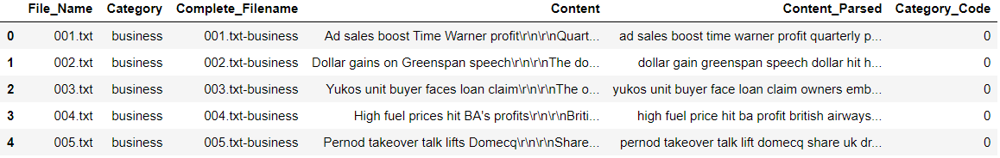 File_Name Category Complete_Filename Content Content_Parsed Category_Code
0 001.txt business 001.txt-business Ad sales boost Time Warner profit\r\n\r\nQuart... ad sales boost time warner profit quarterly p... 0
1 002.txt business 002.txt-business Dollar gains on Greenspan speech\r\n\r\nThe do... dollar gain greenspan speech dollar hit h... 0
2 003.txt business 003.txt-business Yukos unit buyer faces loan claim\r\n\r\nThe o... yukos unit buyer face loan claim owners emb... 0
3 004.txt business 004.txt-business High fuel prices hit BA's profits\r\n\r\nBriti... high fuel price hit ba profit british airways... 0
4 005.txt business 005.txt-business Pernod takeover talk lifts Domecq\r\n\r\nShare... pernod takeover talk lift domecq share uk dr... 0